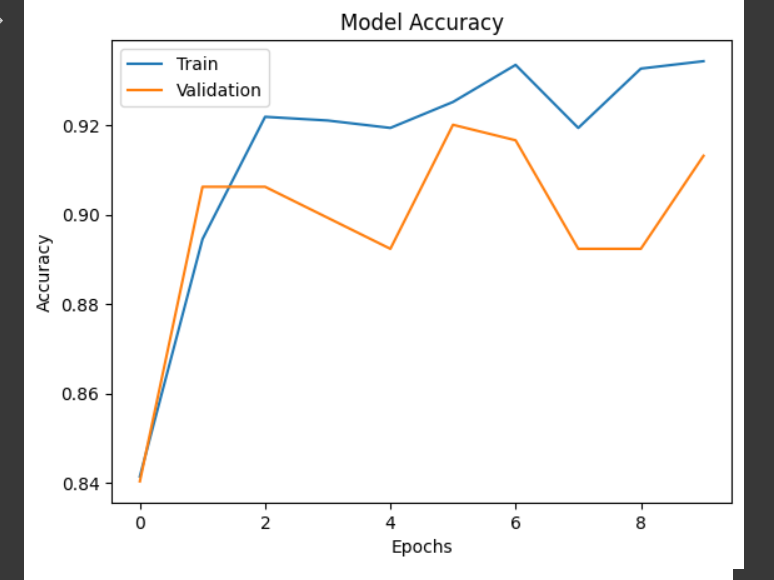 Model Accuracy
Train
Validation
0.92
0.90
0.88
0.86
0.84
Accuracy
0 2 4 6 8
Epochs